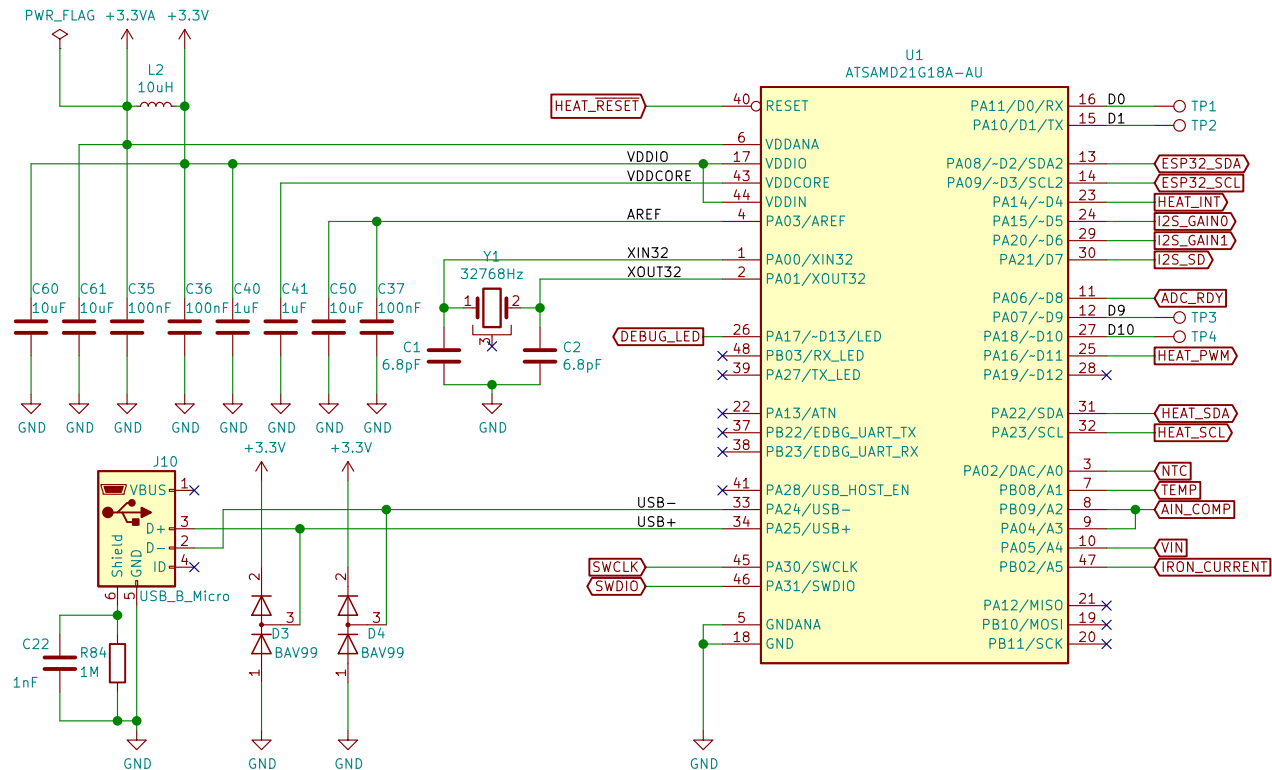 PWR_FLAG +3.3VA +3.3V
L2
10uH
U1
ATSAMD21G18A-AU
HEAT_RESET 40 RESET PA11/D0/RX 16 D0 TP1
PA10/D1/TX 15 D1 TP2
6 VDDANA
VDDIO 17 VDDIO PA08/~D2/SDA2 13 ESP32_SDA
VDDCORE 43 VDDCORE PA09/~D3/SCL2 14 ESP32_SCL
44 VDDIN PA14/~D4 23 HEAT_INT
AREF 4 PA03/AREF PA15/~D5 24 I2S_GAIN0
PA20/~D6 29 I2S_GAIN1
XIN32 1 PA00/XIN32 PA21/D7 30 I2S_SD
XOUT32 2 PA01/XOUT32
Y1
32768Hz
1 2
3
C60 C61 C35 C36 C40 C41 C50 C37
10uF 10uF 100nF 100nF 1uF 1uF 10uF 100nF
PA06/~D8 11 ADC_RDY
PA07/~D9 12 D9 TP3
DEBUG_LED 26 PA17/~D13/LED PA18/~D10 27 D10 TP4
C1
6.8pF
C2
6.8pF
48 PB03/RX_LED PA16/~D11 25 HEAT_PWM
39 PA27/TX_LED PA19/~D12 28
GND GND GND GND GND GND GND GND GND
22 PA13/ATN PA22/SDA 31 HEAT_SDA
37 PB22/EDBG_UART_TX PA23/SCL 32 HEAT_SCL
38 PB23/EDBG_UART_RX
+3.3V +3.3V
J10
PA02/DAC/A0 3 NTC
VBUS 1 41 PA28/USB_HOST_EN PB08/A1 7 TEMP
USB- 33 PA24/USB- PB09/A2 8 AIN_COMP
D+ 3 USB+ 34 PA25/USB+ PA04/A3 9
D- 2 PA05/A4 10 VIN
ID 4 SWCLK 45 PA30/SWCLK PB02/A5 47 IRON_CURRENT
Shield
GND
6 5
USB_B_Micro
SWDIO 46 PA31/SWDIO
PA12/MISO 21
2 3 1
D3
BAV99
2 3 1
D4
BAV99
5 GNDANA PB10/MOSI 19
18 GND PB11/SCK 20
C22
1nF
R84
1M
GND GND GND GND